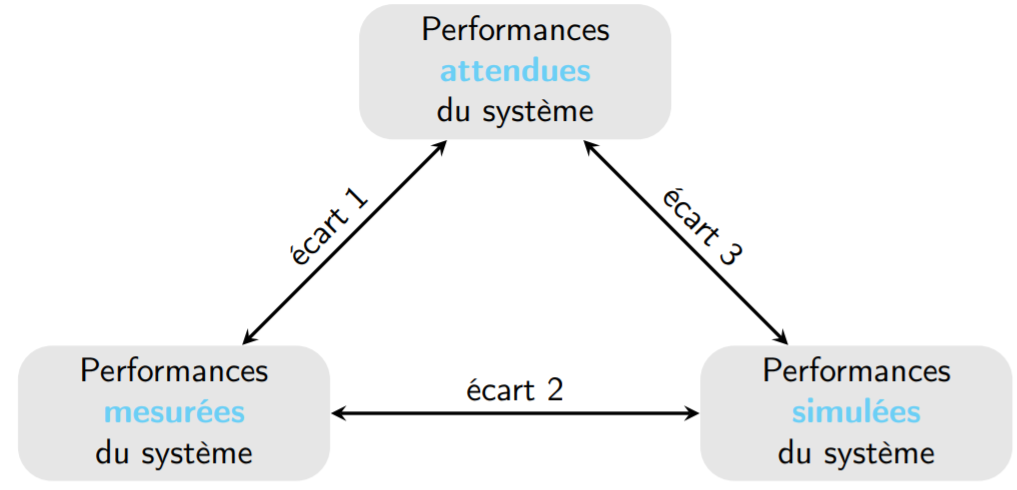 Performances
attendues
du système
écart 1
écart 3
Performances
mesurées
du système
écart 2
Performances
simulées
du système